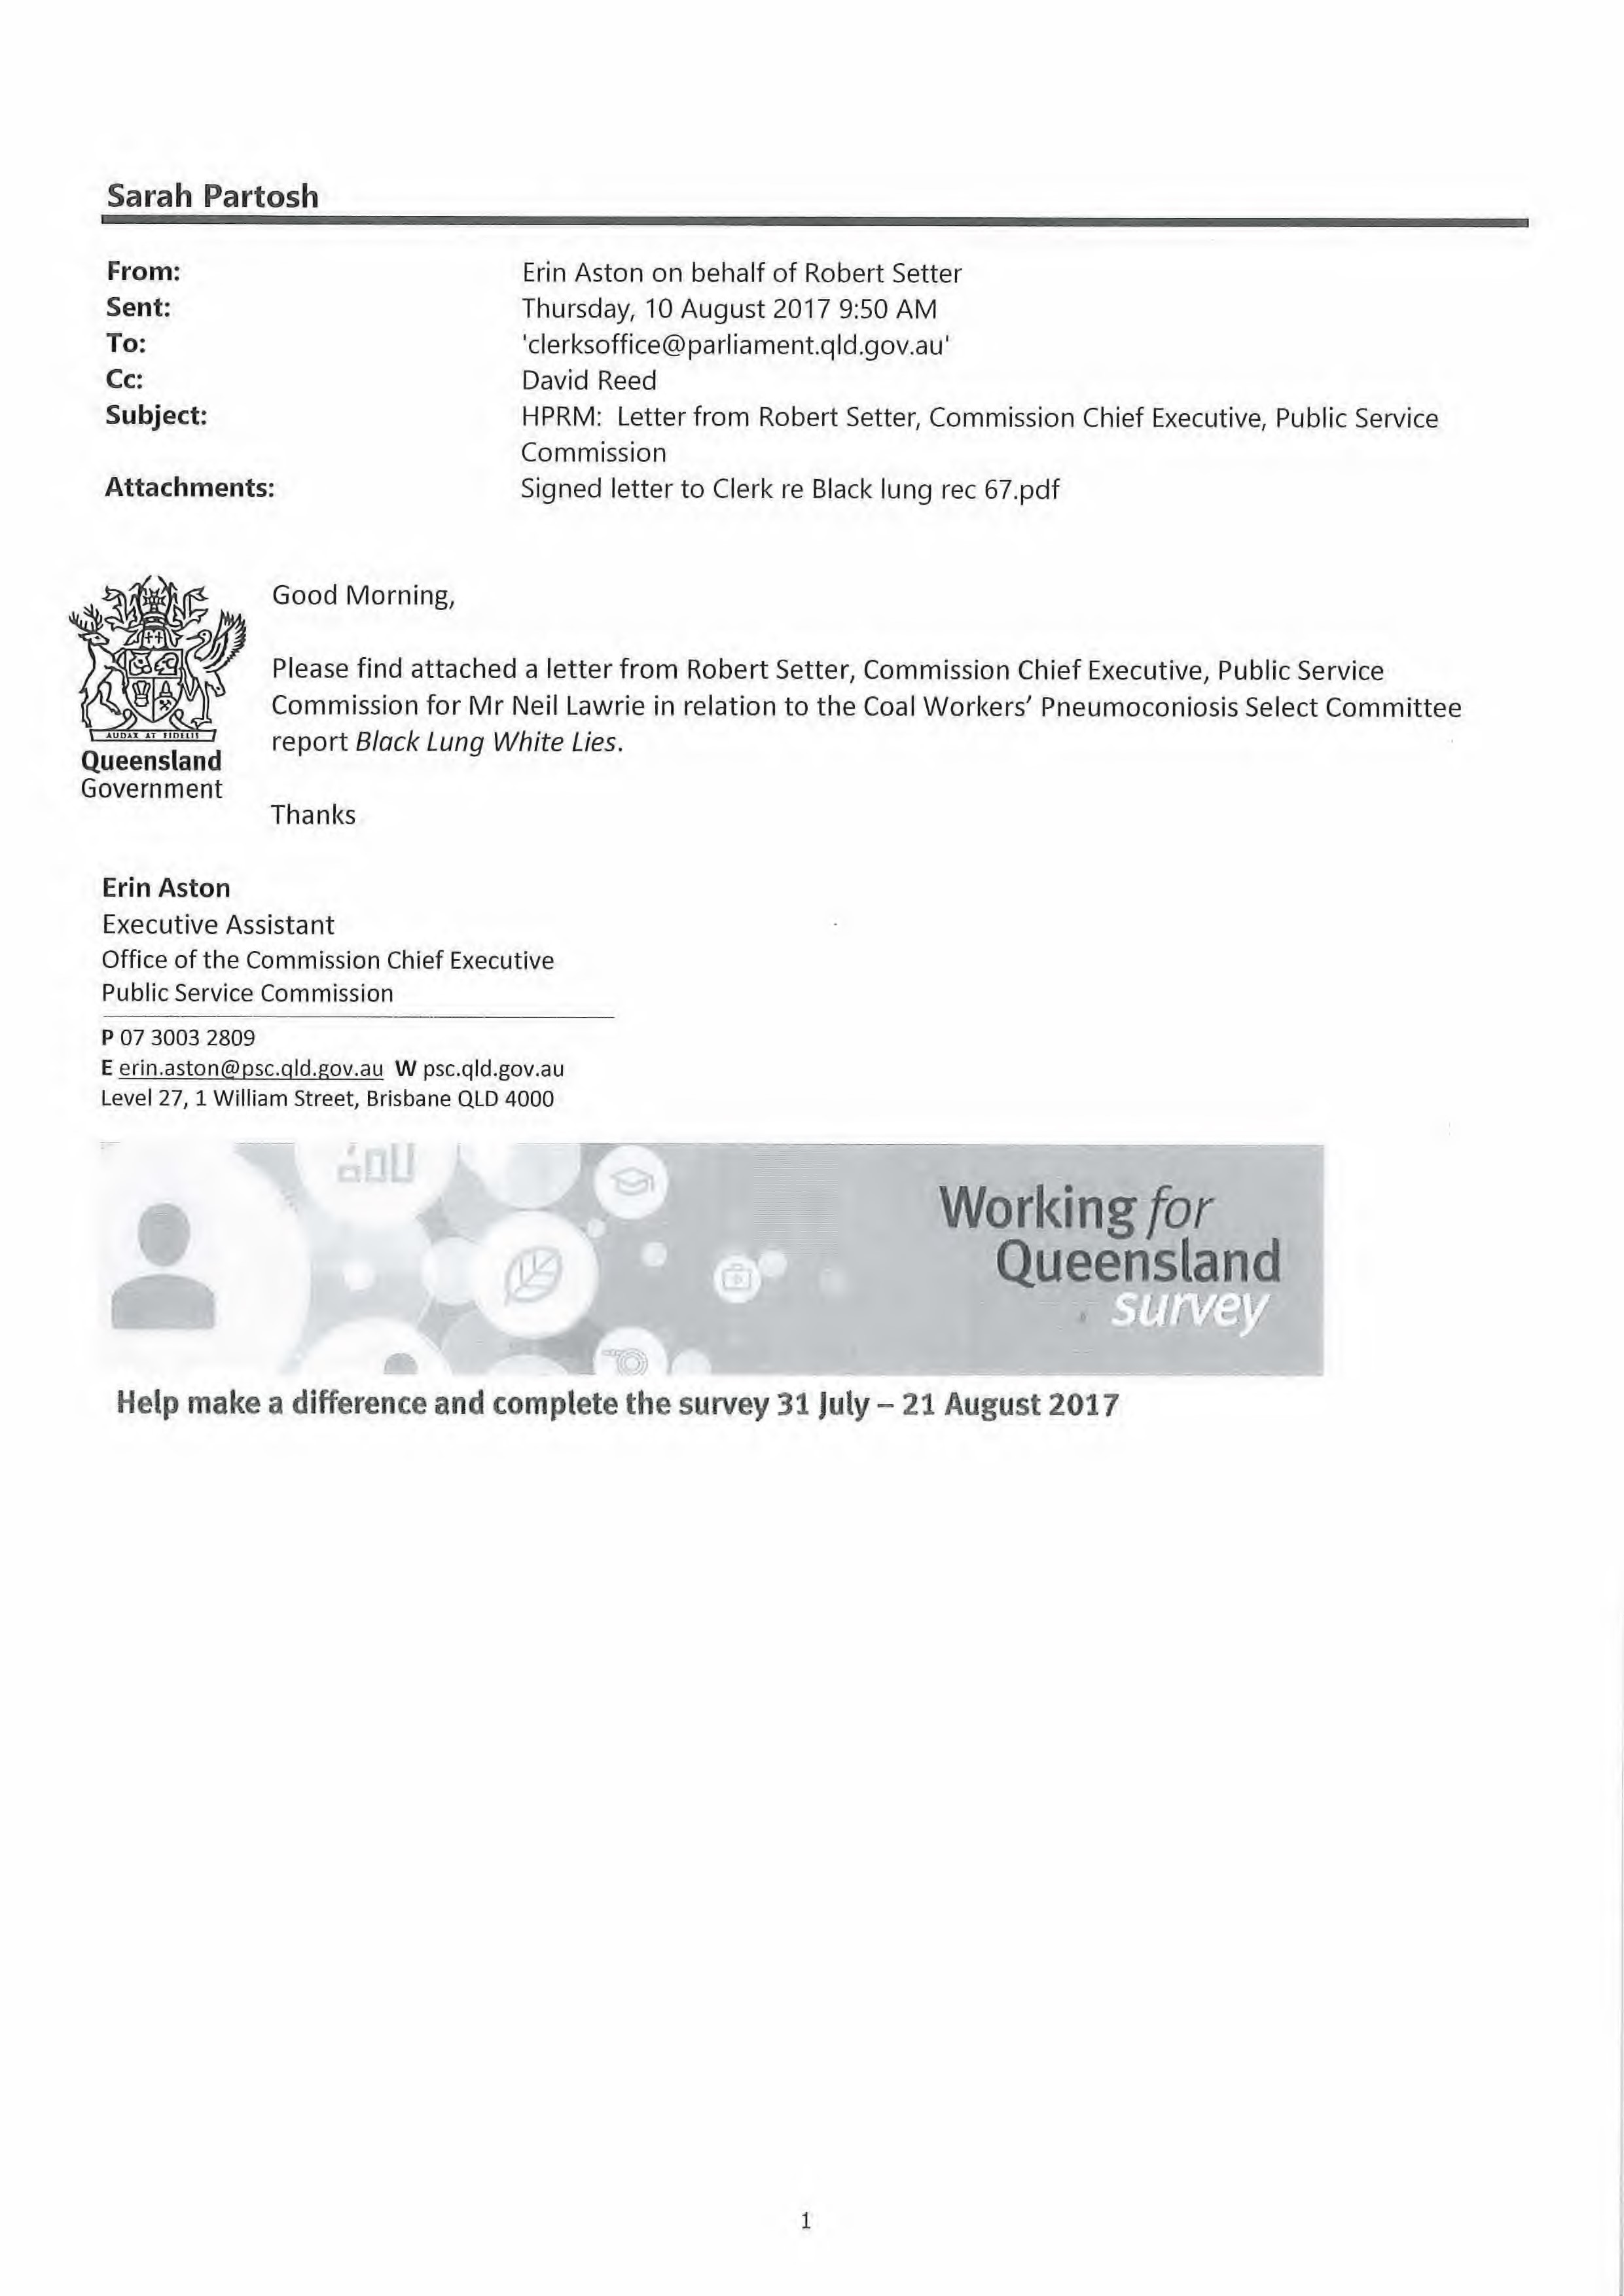 Sarah Partosh
From: Erin Aston on behalf of Robert Setter
Sent: Thursday, 10 August 2017 9:50 AM
To: 'clerksoffice@parliament.qld.gov.au'
Cc: David Reed
Subject: HPRM:  Letter from Robert Setter, Commission Chief Executive, Public Service
Commission
Attachments: Signed letter to Clerk re Black lung rec 67.pdf
Good Morning,
Please find attached a letter from Robert Setter, Commission Chief Executive, Public Service
Commission for Mr Neil Lawrie in relation to the Coal Workers’ Pneumoconiosis Select Committee
report Black Lung White Lies.
AUDAX AT FIDELIS
Queensland
Government
Thanks
Erin Aston
Executive Assistant
Office of the Commission Chief Executive
Public Service Commission
P 07 3003 2809
E erin.aston@psc.qld.gov.au W psc.qld.gov.au
Level 27, 1 William Street, Brisbane QLD 4000
Working for
Queensland
survey
Help make a difference and complete the survey 31 July – 21 August 2017
1